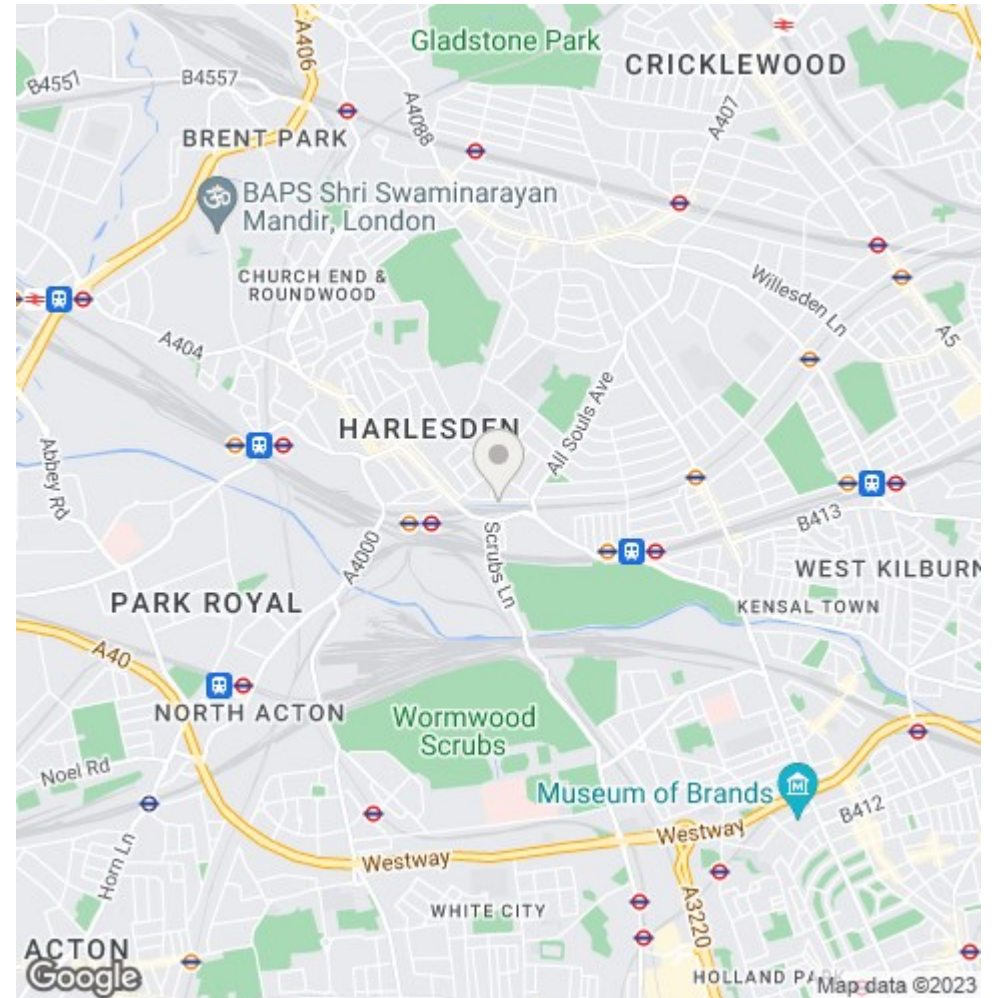 Gladstone Park
A406
CRICKLEWOOD
B4557
B4557
A4088
A407
BRENT PARK
BAPS Shri Swaminarayan
Mandir, London
CHURCH END &
ROUNDWOOD
Willesden Ln
A404
A5
All Souls Ave
HARLESDEN
Abbey Rd
B413
A4000
Scrubs Ln
WEST KILBURN
PARK ROYAL
KENSAL TOWN
A40
NORTH ACTON
Wormwood
Scrubs
Noel Rd
Museum of Brands
B412
Westway
Westway
Horn Ln
A3220
WHITE CITY
ACTON
HOLLAND PA
Google
Map data ©2023